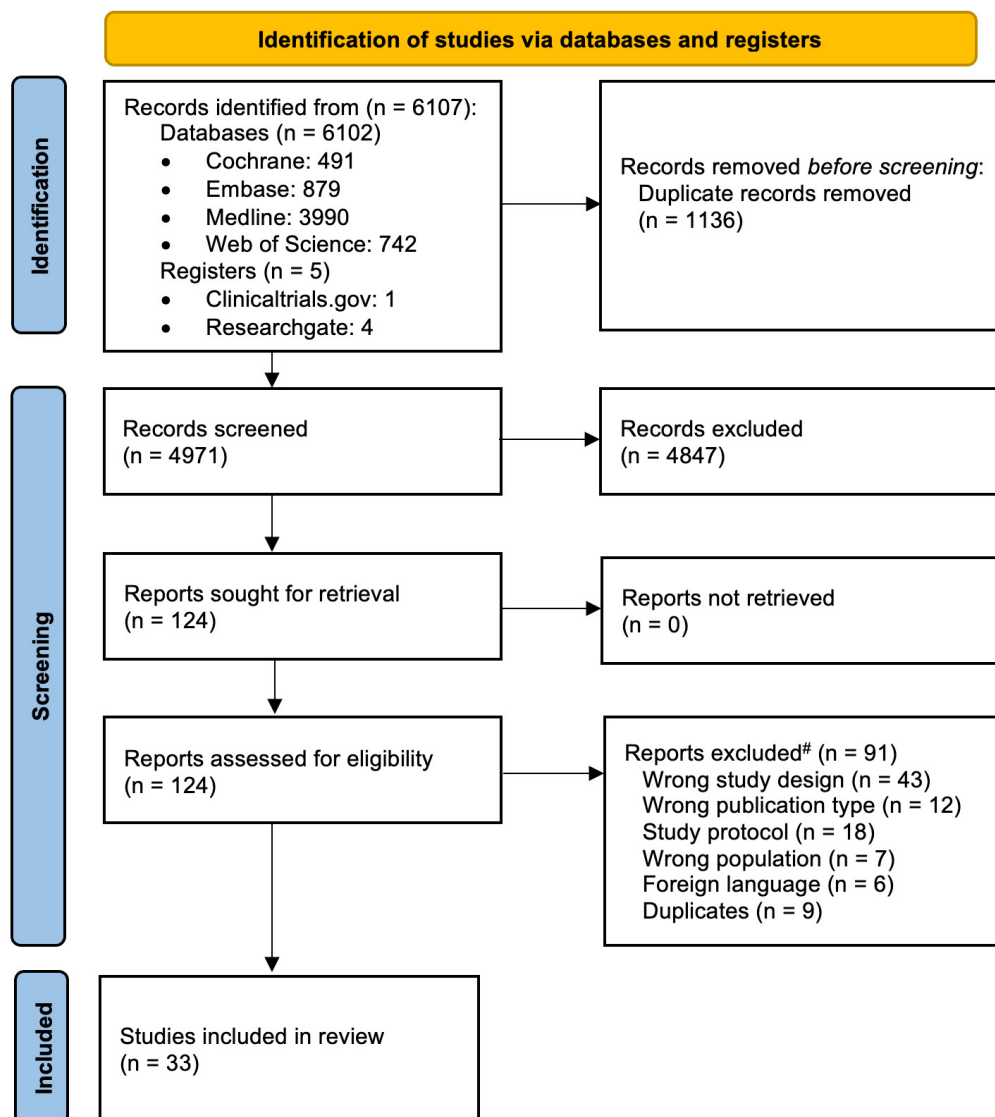 Identification of studies via databases and registers
Identification
Records identified from (n = 6107):
Databases (n = 6102)
• Cochrane: 491
• Embase: 879
• Medline: 3990
• Web of Science: 742
Registers (n = 5)
• Clinicaltrials.gov: 1
• Researchgate: 4
Records removed before screening:
Duplicate records removed
(n = 1136)
Screening
Records screened
(n = 4971)
Records excluded
(n = 4847)
Reports sought for retrieval
(n = 124)
Reports not retrieved
(n = 0)
Reports assessed for eligibility
(n = 124)
Reports excluded# (n = 91)
Wrong study design (n = 43)
Wrong publication type (n = 12)
Study protocol (n = 18)
Wrong population (n = 7)
Foreign language (n = 6)
Duplicates (n = 9)
Included
Studies included in review
(n = 33)